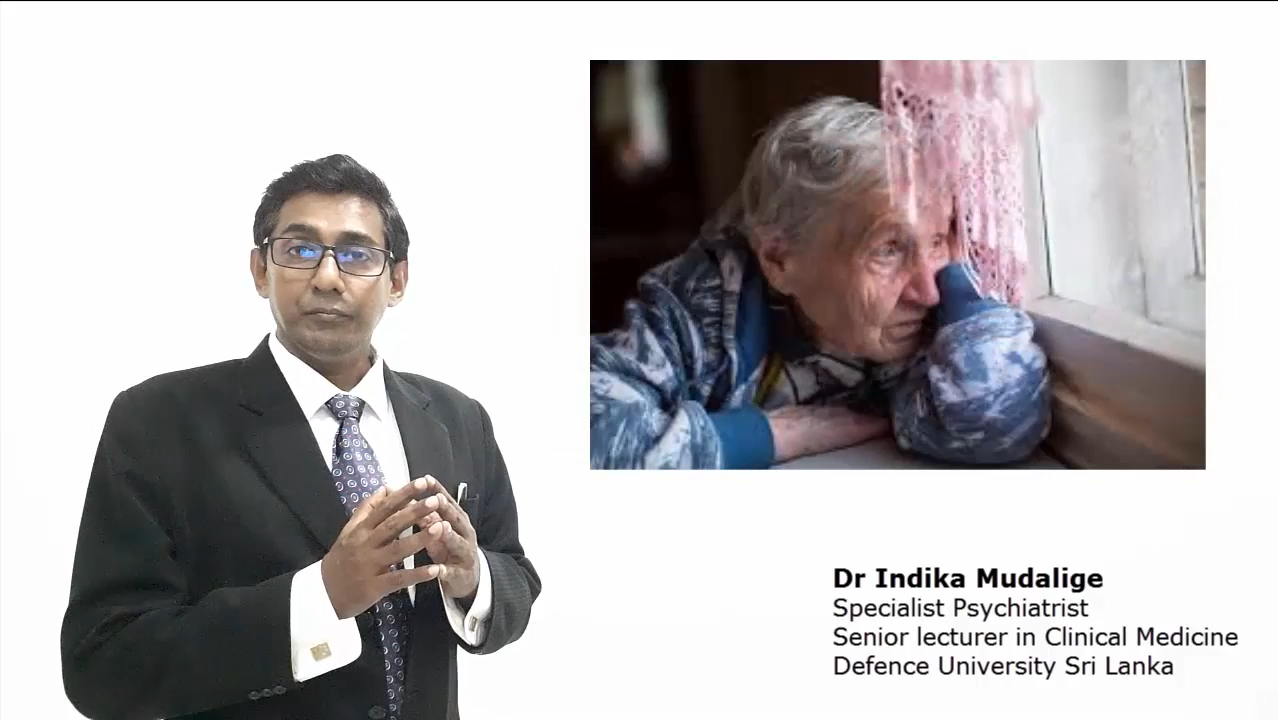 Dr Indika Mudalige
Specialist Psychiatrist
Senior lecturer in Clinical Medicine
Defence University Sri Lanka